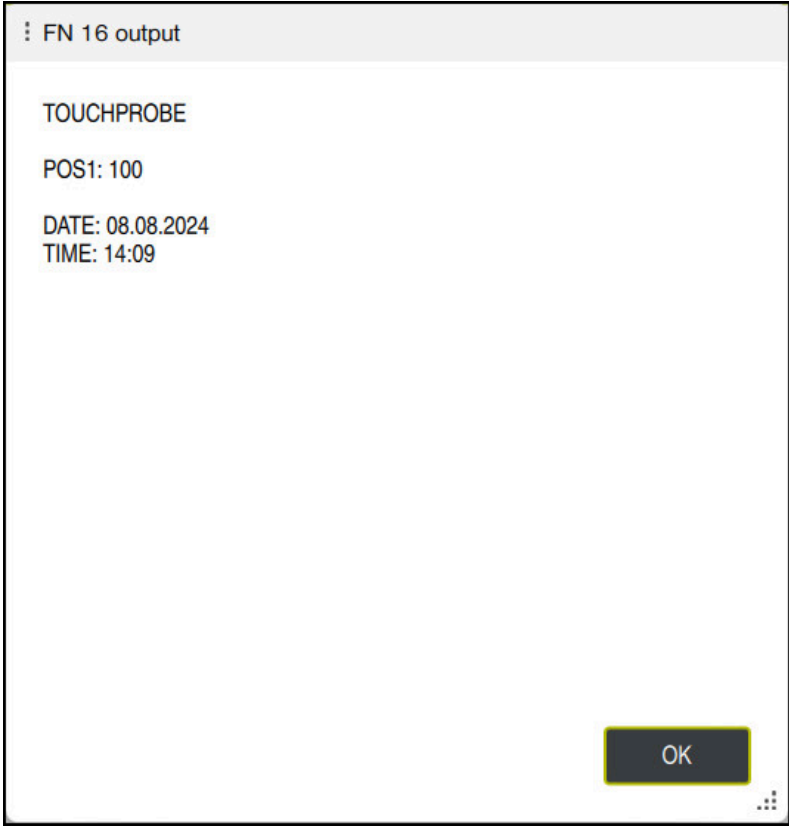 FN 16 output
TOUCHPROBE
POS1: 100
DATE: 08.08.2024
TIME: 14:09
OK